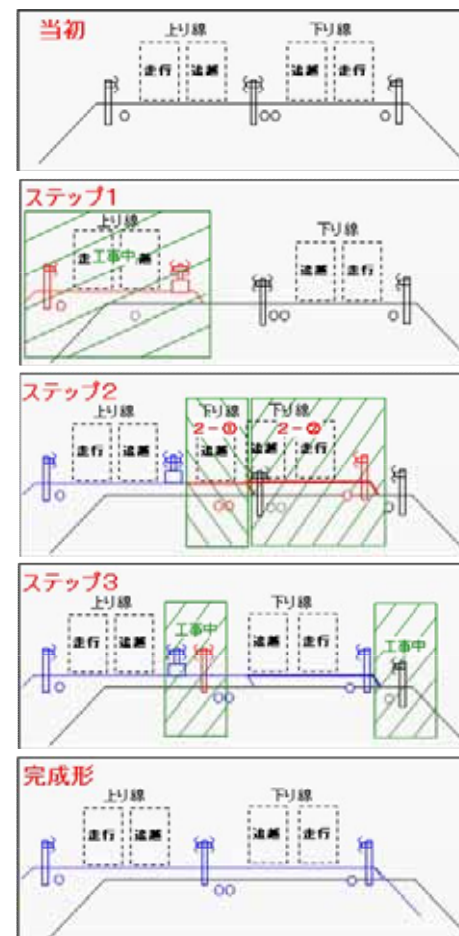 当初
上り線 下り線
走行 追越 追越 走行
ステップ1
上り線
下り線
走 工事中 越
追越 走行
ステップ2
上り線 下り線 下り線
2-① 2-②
走行 追越 追越 追越 走行
ステップ3
上り線 下り線
工事中
走行 追越 追越 走行
工事中
完成形
上り線 下り線
走行 追越 追越 走行